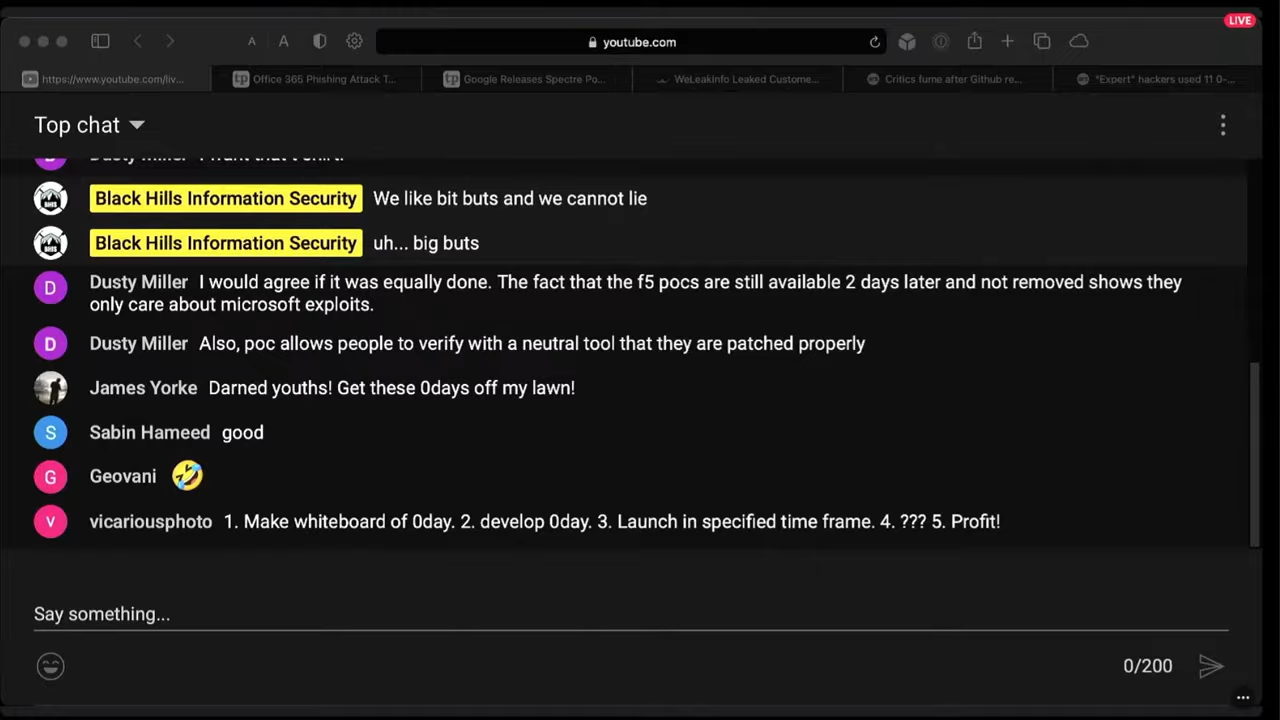 LIVE
A A youtube.com
https://www.youtube.com/liv... Office 365 Phishing Attack T... Google Releases Spectre Po... WeLeakInfo Leaked Custome... Critics fume after Github re... "Expert" hackers used 11 0-...
Top chat
Dusty Miller I want that t shirt.
Black Hills Information Security We like bit buts and we cannot lie
Black Hills Information Security uh... big buts
D Dusty Miller I would agree if it was equally done. The fact that the f5 pocs are still available 2 days later and not removed shows they
only care about microsoft exploits.
D Dusty Miller Also, poc allows people to verify with a neutral tool that they are patched properly
James Yorke Darned youths! Get these 0days off my lawn!
S Sabin Hameed good
G Geovani 🤣
V vicariousphoto 1. Make whiteboard of 0day. 2. develop 0day. 3. Launch in specified time frame. 4. ??? 5. Profit!
Say something...
0/200